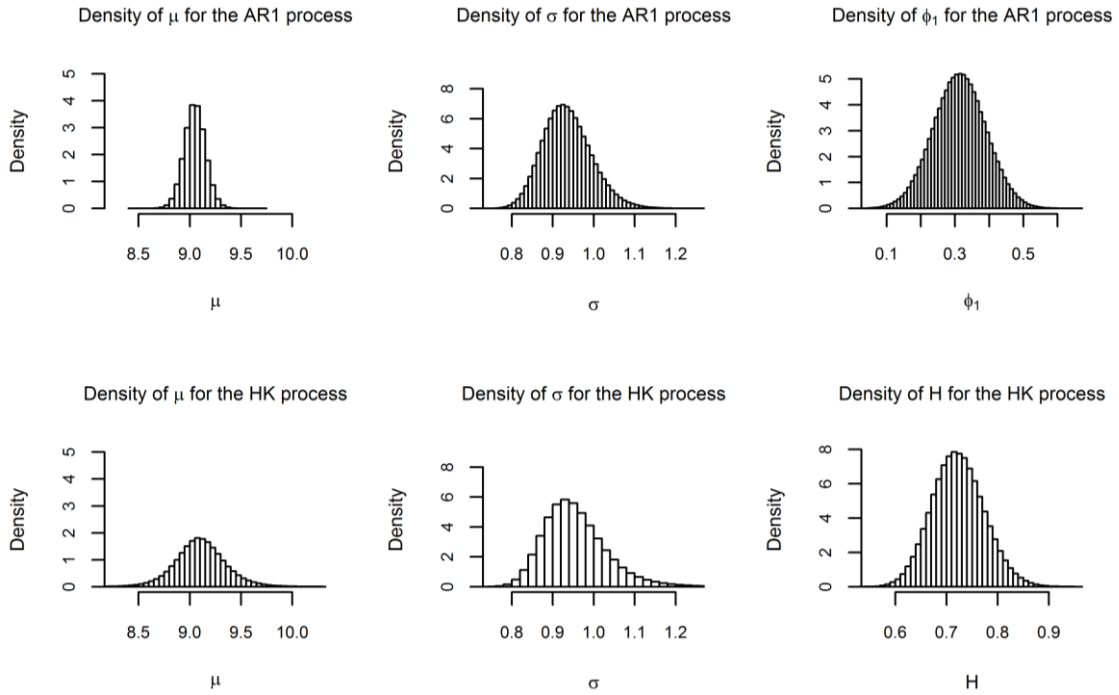 Density of μ for the AR1 process
Density
0 1 2 3 4 5
8.5 9.0 9.5 10.0
μ
Density of σ for the AR1 process
Density
0 2 4 6 8
0.8 0.9 1.0 1.1 1.2
σ
Density of ϕ₁ for the AR1 process
Density
0 1 2 3 4 5
0.1 0.3 0.5
ϕ₁
Density of μ for the HK process
Density
0 1 2 3 4 5
8.5 9.0 9.5 10.0
μ
Density of σ for the HK process
Density
0 2 4 6 8
0.8 0.9 1.0 1.1 1.2
σ
Density of H for the HK process
Density
0 2 4 6 8
0.6 0.7 0.8 0.9
H